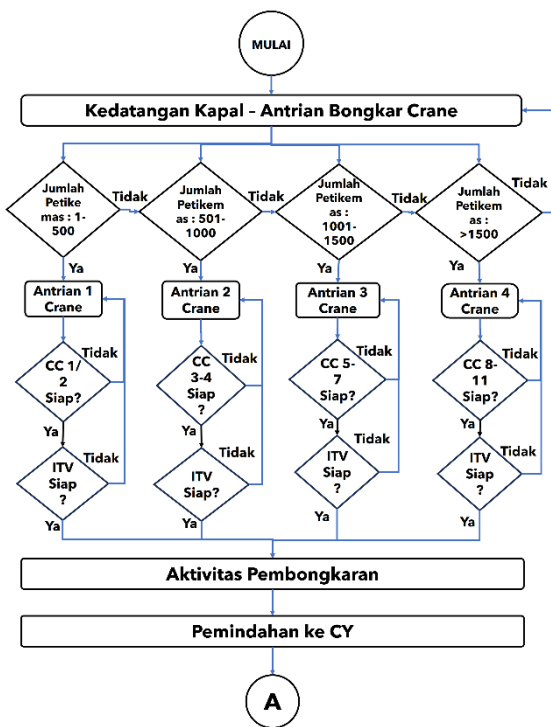 MULAI
Kedatangan Kapal – Antrian Bongkar Crane
Jumlah
Petike
mas : 1-
500
Tidak
Jumlah
Petikem
as : 501-
1000
Tidak
Jumlah
Petikem
as :
1001-
1500
Tidak
Jumlah
Petikem
as :
>1500
Tidak
Ya
Ya
Ya
Ya
Antrian 1
Crane
Antrian 2
Crane
Antrian 3
Crane
Antrian 4
Crane
CC 1/
2
Siap?
Tidak
CC
3-4
Siap
?
Tidak
CC 5-
7
Siap?
Tidak
CC 8-
11
Siap?
Tidak
Ya
Ya
Ya
Ya
ITV
Siap
?
Tidak
ITV
Siap?
Tidak
ITV
Siap
?
Tidak
ITV
Siap
?
Tidak
Ya
Ya
Ya
Ya
Aktivitas Pembongkaran
Pemindahan ke CY
A